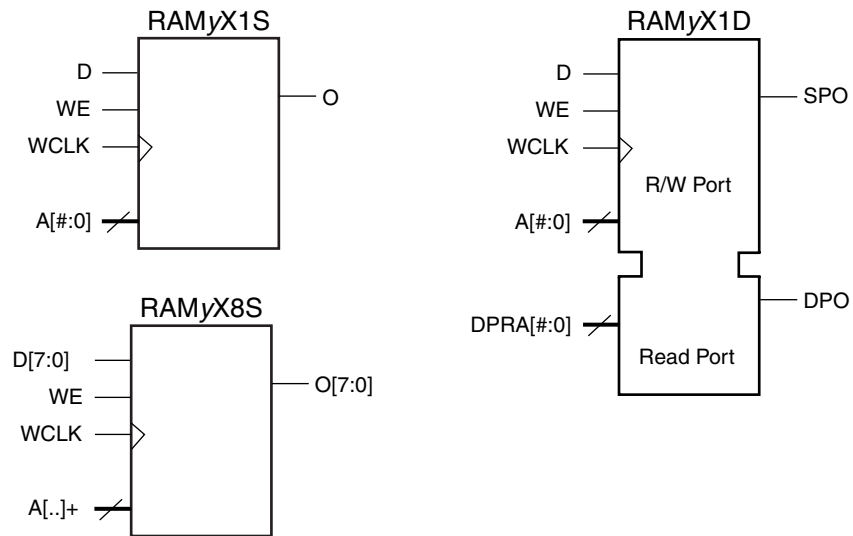 RAMyX1S
D
WE
WCLK
A[#:0]
O
RAMyX8S
D[7:0]
WE
WCLK
A[..]+
O[7:0]
RAMyX1D
D
WE
WCLK
A[#:0]
DPRA[#:0]
R/W Port
Read Port
SPO
DPO